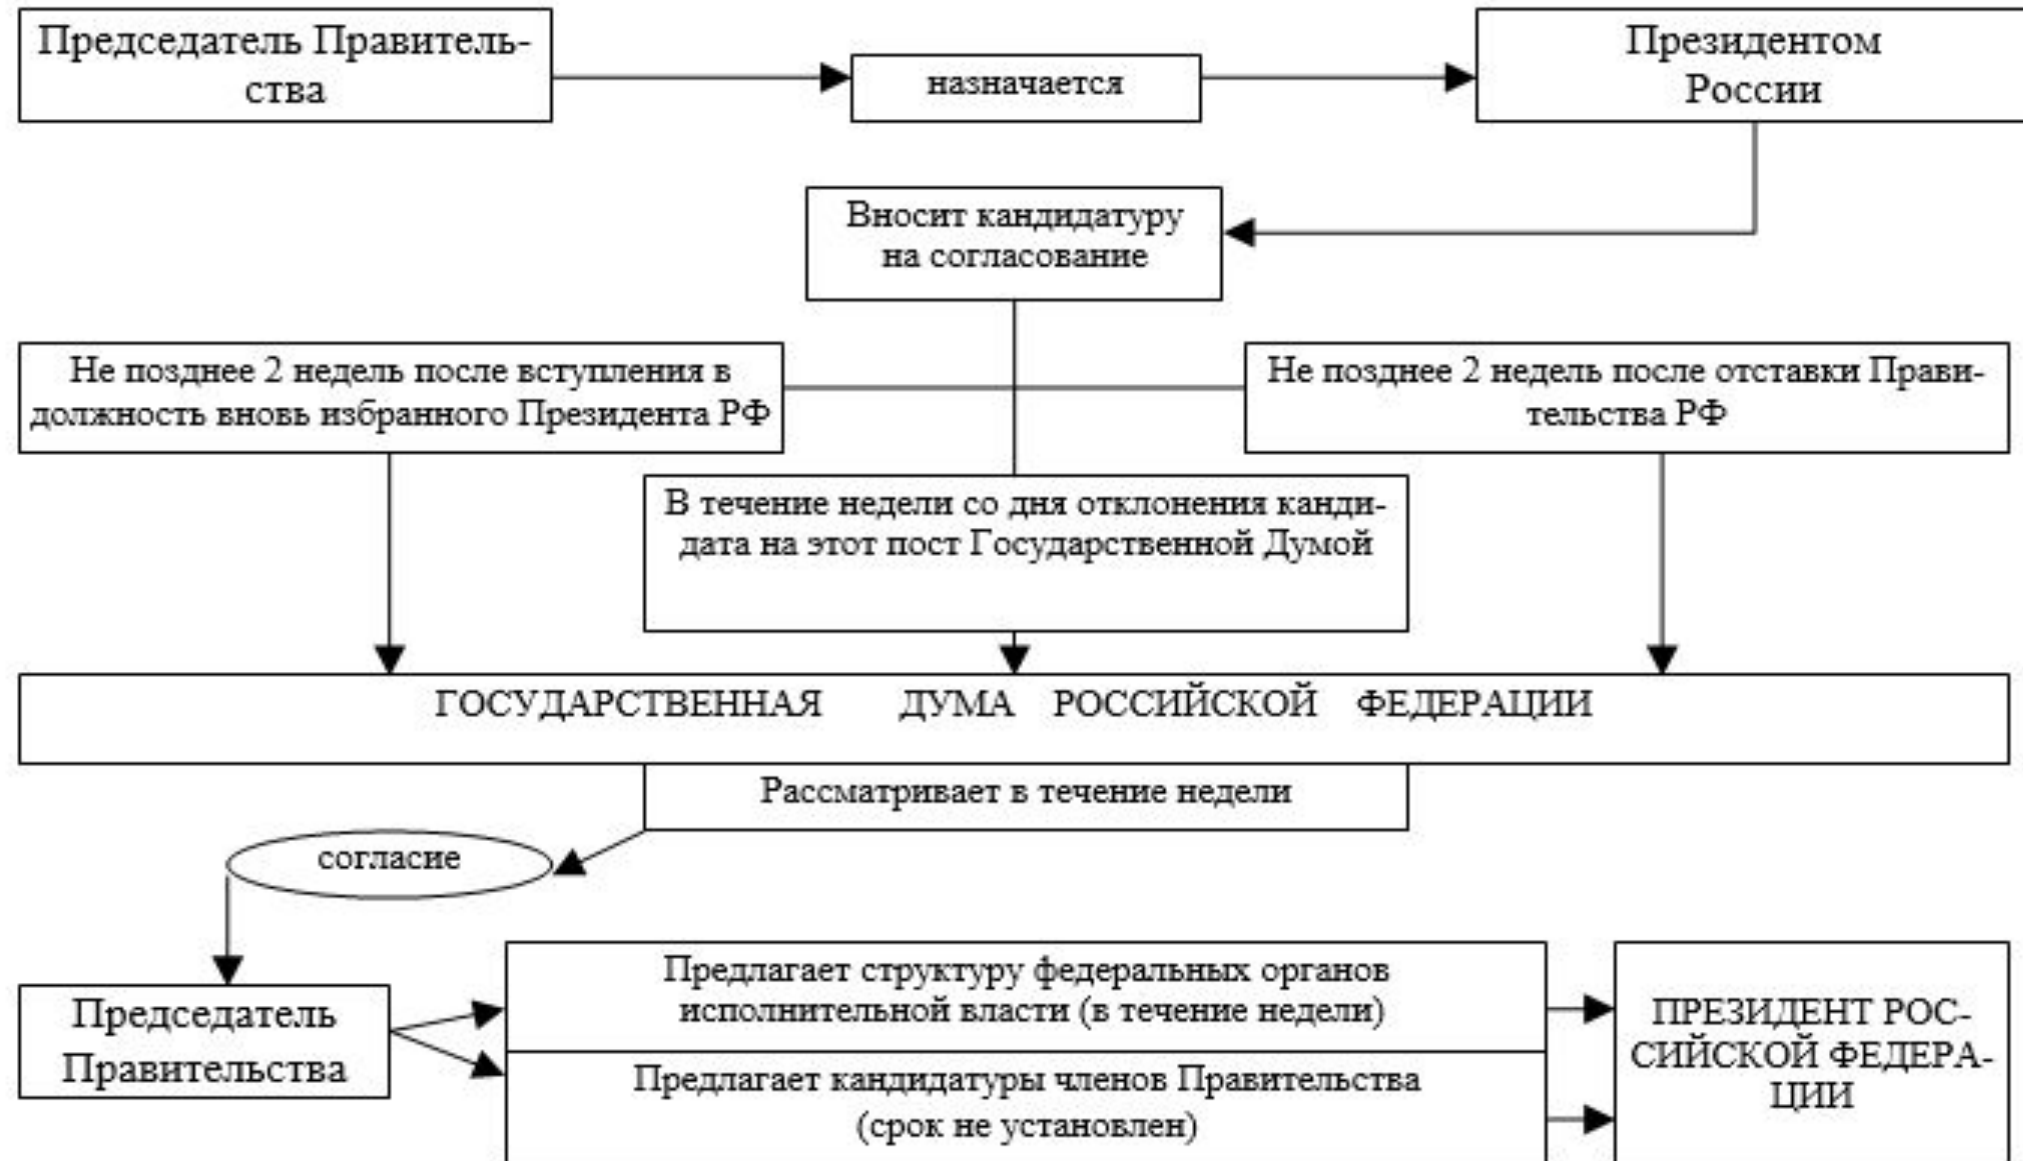 Председатель Правитель-
ства
назначается
Президентом
России
Вносит кандидатуру
на согласование
Не позднее 2 недель после вступления в
должность вновь избранного Президента РФ
Не позднее 2 недель после отставки Прави-
тельства РФ
В течение недели со дня отклонения канди-
дата на этот пост Государственной Думой
ГОСУДАРСТВЕННАЯ ДУМА РОССИЙСКОЙ ФЕДЕРАЦИИ
Рассматривает в течение недели
согласие
Председатель
Правительства
Предлагает структуру федеральных органов
исполнительной власти (в течение недели)
Предлагает кандидатуры членов Правительства
(срок не установлен)
ПРЕЗИДЕНТ РОС-
СИЙСКОЙ ФЕДЕРА-
ЦИИ